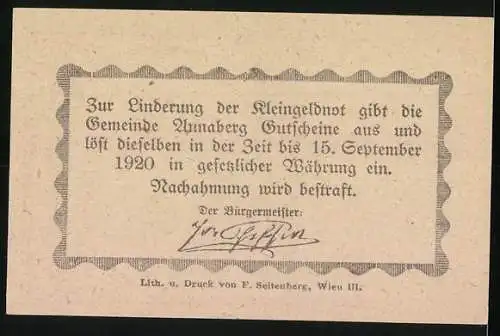 Zur Linderung der Kleingeldnot gibt die
Gemeinde Annaberg Gutscheine aus und
löst dieselben in der Zeit bis 15. September
1920 in gesetzlicher Währung ein.
Nachahmung wird bestraft.
Der Bürgermeister:
Lith. u. Druck von F. Seitenberg, Wien III.